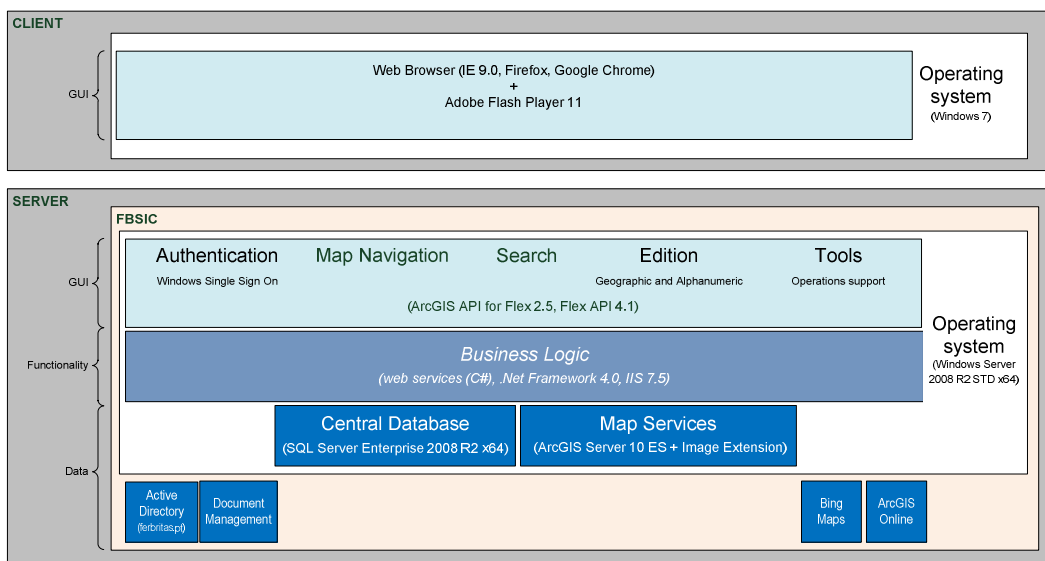 CLIENT
GUI
Web Browser (IE 9.0, Firefox, Google Chrome)
+
Adobe Flash Player 11
Operating
system
(Windows 7)
SERVER
FBSIC
GUI
Authentication
Windows Single Sign On
Map Navigation
Search
Edition
Geographic and Alphanumeric
Tools
Operations support
(ArcGIS API for Flex 2.5, Flex API 4.1)
Functionality
Business Logic
(web services (C#), .Net Framework 4.0, IIS 7.5)
Operating
system
(Windows Server
2008 R2 STD x64)
Data
Central Database
(SQL Server Enterprise 2008 R2 x64)
Map Services
(ArcGIS Server 10 ES + Image Extension)
Active
Directory
(ferbritas.pt)
Document
Management
Bing
Maps
ArcGIS
Online